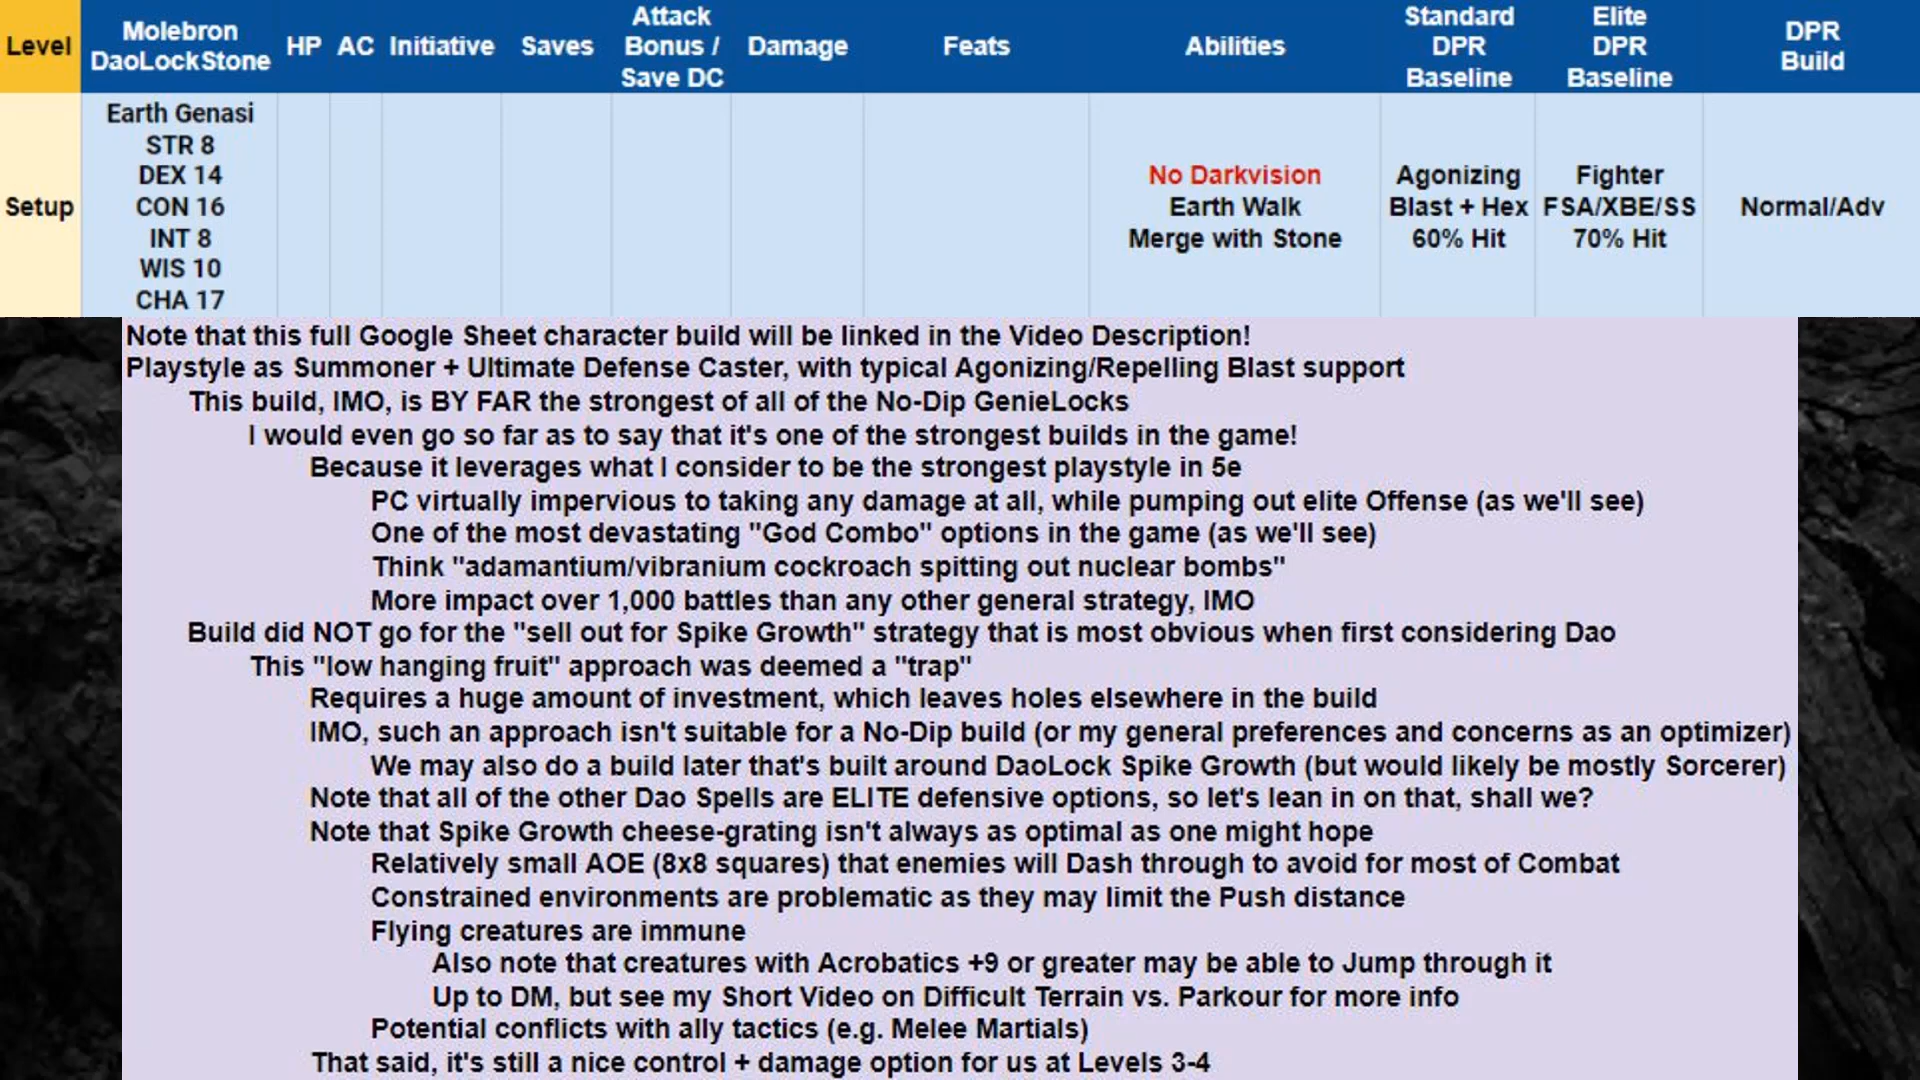 Level
Molebron
DaoLockStone
HP
AC
Initiative
Saves
Attack
Bonus /
Save DC
Damage
Feats
Abilities
Standard
DPR
Baseline
Elite
DPR
Baseline
DPR
Build
Setup
Earth Genasi
STR 8
DEX 14
CON 16
INT 8
WIS 10
CHA 17
No Darkvision
Earth Walk
Merge with Stone
Agonizing
Blast + Hex
60% Hit
Fighter
FSA/XBE/SS
70% Hit
Normal/Adv
Note that this full Google Sheet character build will be linked in the Video Description!
Playstyle as Summoner + Ultimate Defense Caster, with typical Agonizing/Repelling Blast support
This build, IMO, is BY FAR the strongest of all of the No-Dip GenieLocks
I would even go so far as to say that it's one of the strongest builds in the game!
Because it leverages what I consider to be the strongest playstyle in 5e
PC virtually impervious to taking any damage at all, while pumping out elite Offense (as we'll see)
One of the most devastating "God Combo" options in the game (as we'll see)
Think "adamantium/vibranium cockroach spitting out nuclear bombs"
More impact over 1,000 battles than any other general strategy, IMO
Build did NOT go for the "sell out for Spike Growth" strategy that is most obvious when first considering Dao
This "low hanging fruit" approach was deemed a "trap"
Requires a huge amount of investment, which leaves holes elsewhere in the build
IMO, such an approach isn't suitable for a No-Dip build (or my general preferences and concerns as an optimizer)
We may also do a build later that's built around DaoLock Spike Growth (but would likely be mostly Sorcerer)
Note that all of the other Dao Spells are ELITE defensive options, so let's lean in on that, shall we?
Note that Spike Growth cheese-grating isn't always as optimal as one might hope
Relatively small AOE (8x8 squares) that enemies will Dash through to avoid for most of Combat
Constrained environments are problematic as they may limit the Push distance
Flying creatures are immune
Also note that creatures with Acrobatics +9 or greater may be able to Jump through it
Up to DM, but see my Short Video on Difficult Terrain vs. Parkour for more info
Potential conflicts with ally tactics (e.g. Melee Martials)
That said, it's still a nice control + damage option for us at Levels 3-4